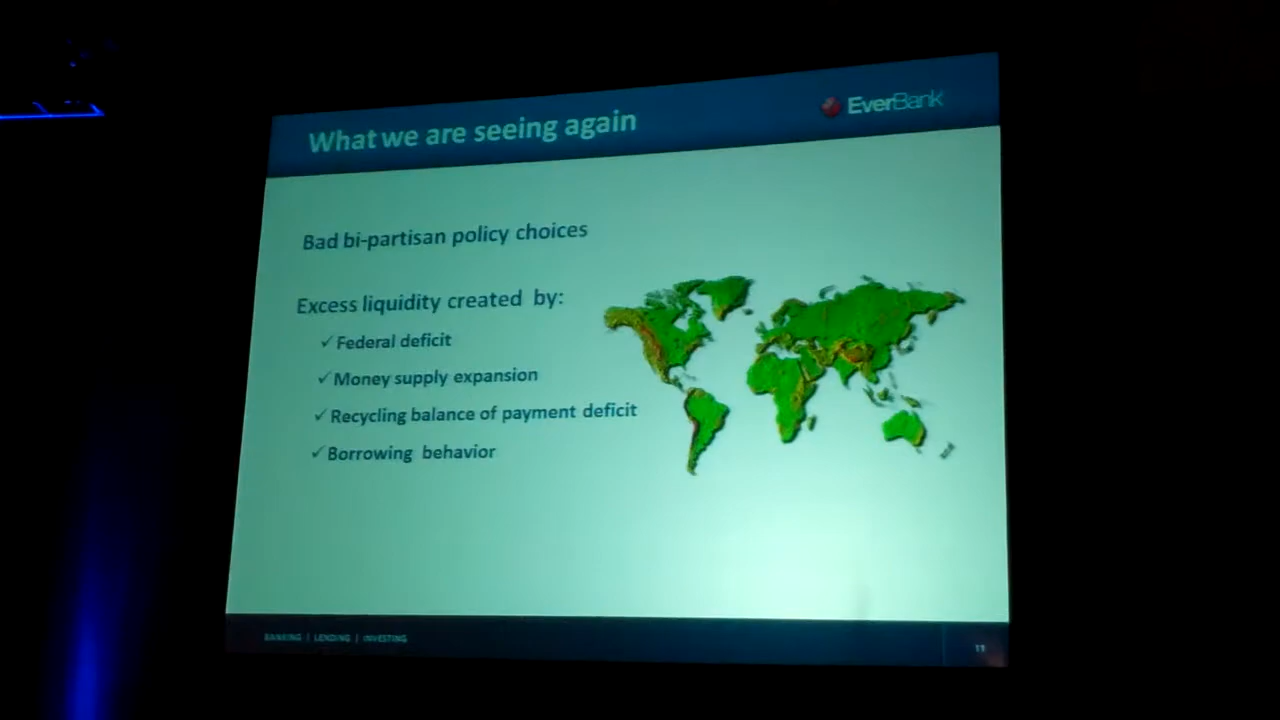 What we are seeing again
EverBank
Bad bi-partisan policy choices
Excess liquidity created by:
✓ Federal deficit
✓ Money supply expansion
✓ Recycling balance of payment deficit
✓ Borrowing behavior
BANKING | LENDING | INVESTING
11